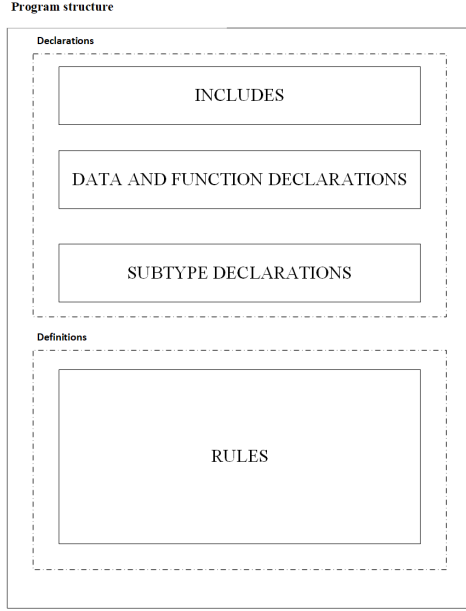 Program structure
Declarations
INCLUDES
DATA AND FUNCTION DECLARATIONS
SUBTYPE DECLARATIONS
Definitions
RULES